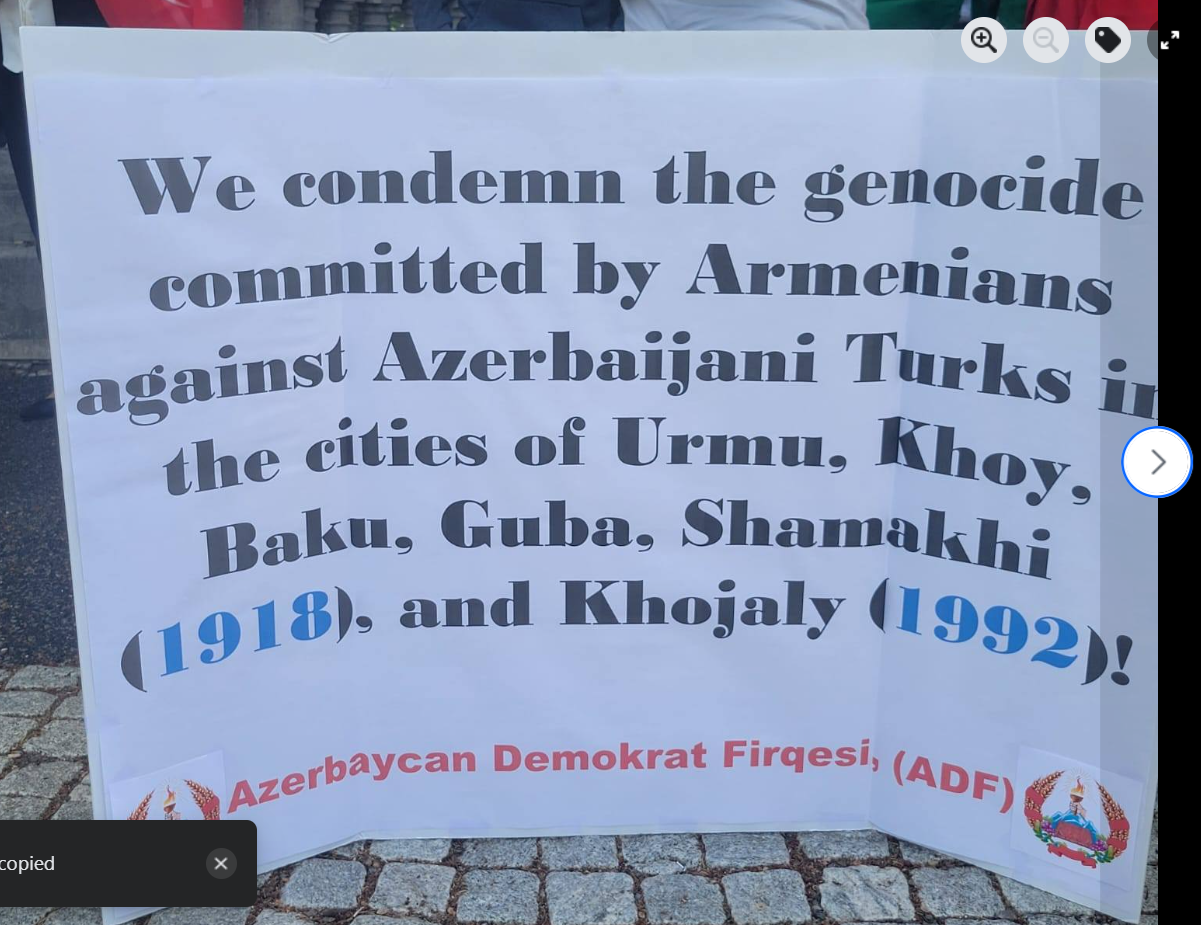 We condemn the genocide
committed by Armenians
against Azerbaijani Turks in
the cities of Urmu, Khoy,
Baku, Guba, Shamakhi
(1918), and Khojaly (1992)!
Azerbaycan Demokrat Firqesi, (ADF)
copied